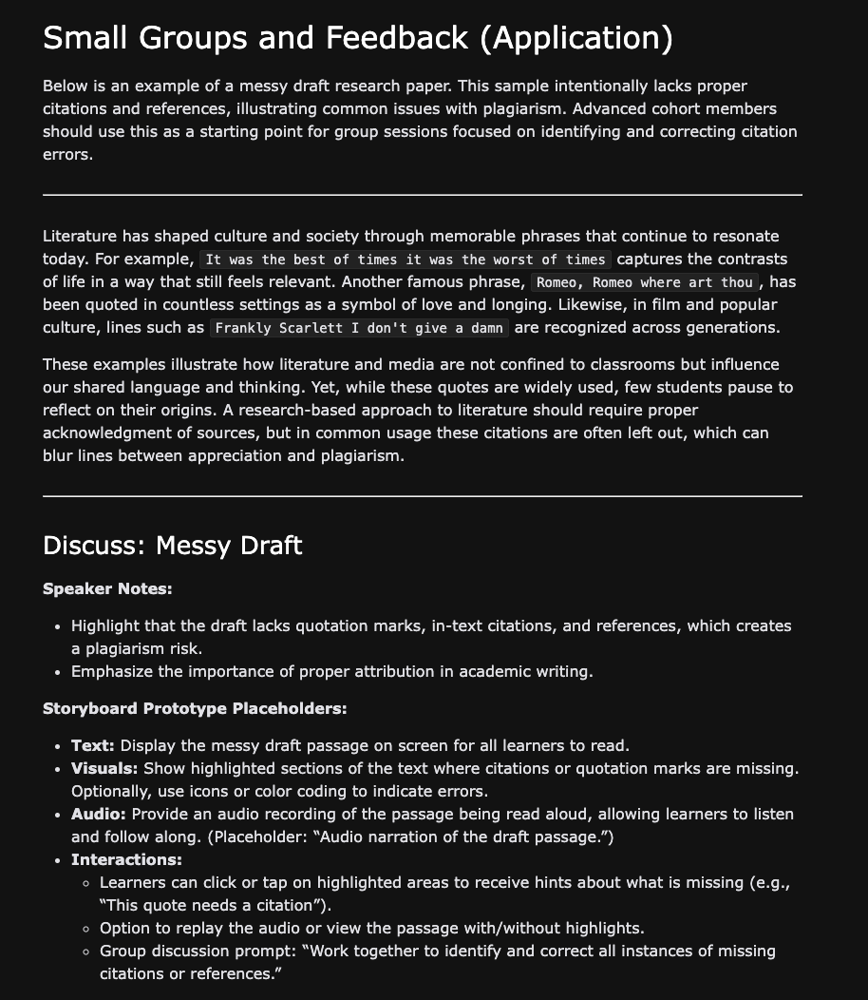 Small Groups and Feedback (Application)
Below is an example of a messy draft research paper. This sample intentionally lacks proper
citations and references, illustrating common issues with plagiarism. Advanced cohort members
should use this as a starting point for group sessions focused on identifying and correcting citation
errors.
Literature has shaped culture and society through memorable phrases that continue to resonate
today. For example, It was the best of times it was the worst of times captures the contrasts
of life in a way that still feels relevant. Another famous phrase, Romeo, Romeo where art thou, has
been quoted in countless settings as a symbol of love and longing. Likewise, in film and popular
culture, lines such as Frankly Scarlett I don't give a damn are recognized across generations.
These examples illustrate how literature and media are not confined to classrooms but influence
our shared language and thinking. Yet, while these quotes are widely used, few students pause to
reflect on their origins. A research-based approach to literature should require proper
acknowledgment of sources, but in common usage these citations are often left out, which can
blur lines between appreciation and plagiarism.
Discuss: Messy Draft
Speaker Notes:
• Highlight that the draft lacks quotation marks, in-text citations, and references, which creates
a plagiarism risk.
• Emphasize the importance of proper attribution in academic writing.
Storyboard Prototype Placeholders:
• Text: Display the messy draft passage on screen for all learners to read.
• Visuals: Show highlighted sections of the text where citations or quotation marks are missing.
Optionally, use icons or color coding to indicate errors.
• Audio: Provide an audio recording of the passage being read aloud, allowing learners to listen
and follow along. (Placeholder: “Audio narration of the draft passage.”)
• Interactions:
◦ Learners can click or tap on highlighted areas to receive hints about what is missing (e.g.,
“This quote needs a citation”).
◦ Option to replay the audio or view the passage with/without highlights.
◦ Group discussion prompt: “Work together to identify and correct all instances of missing
citations or references.”